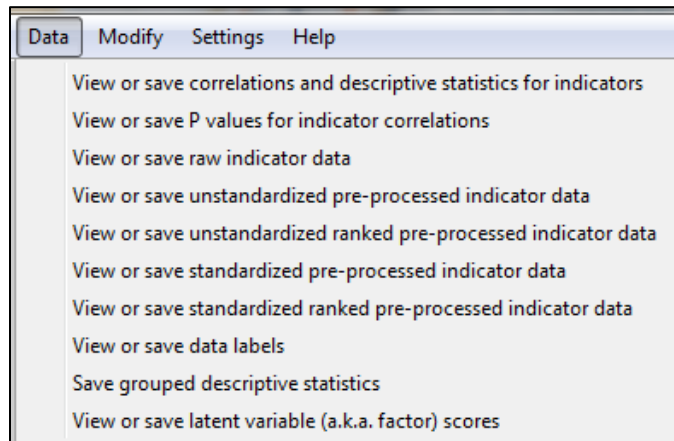 Data Modify Settings Help
View or save correlations and descriptive statistics for indicators
View or save P values for indicator correlations
View or save raw indicator data
View or save unstandardized pre-processed indicator data
View or save unstandardized ranked pre-processed indicator data
View or save standardized pre-processed indicator data
View or save standardized ranked pre-processed indicator data
View or save data labels
Save grouped descriptive statistics
View or save latent variable (a.k.a. factor) scores